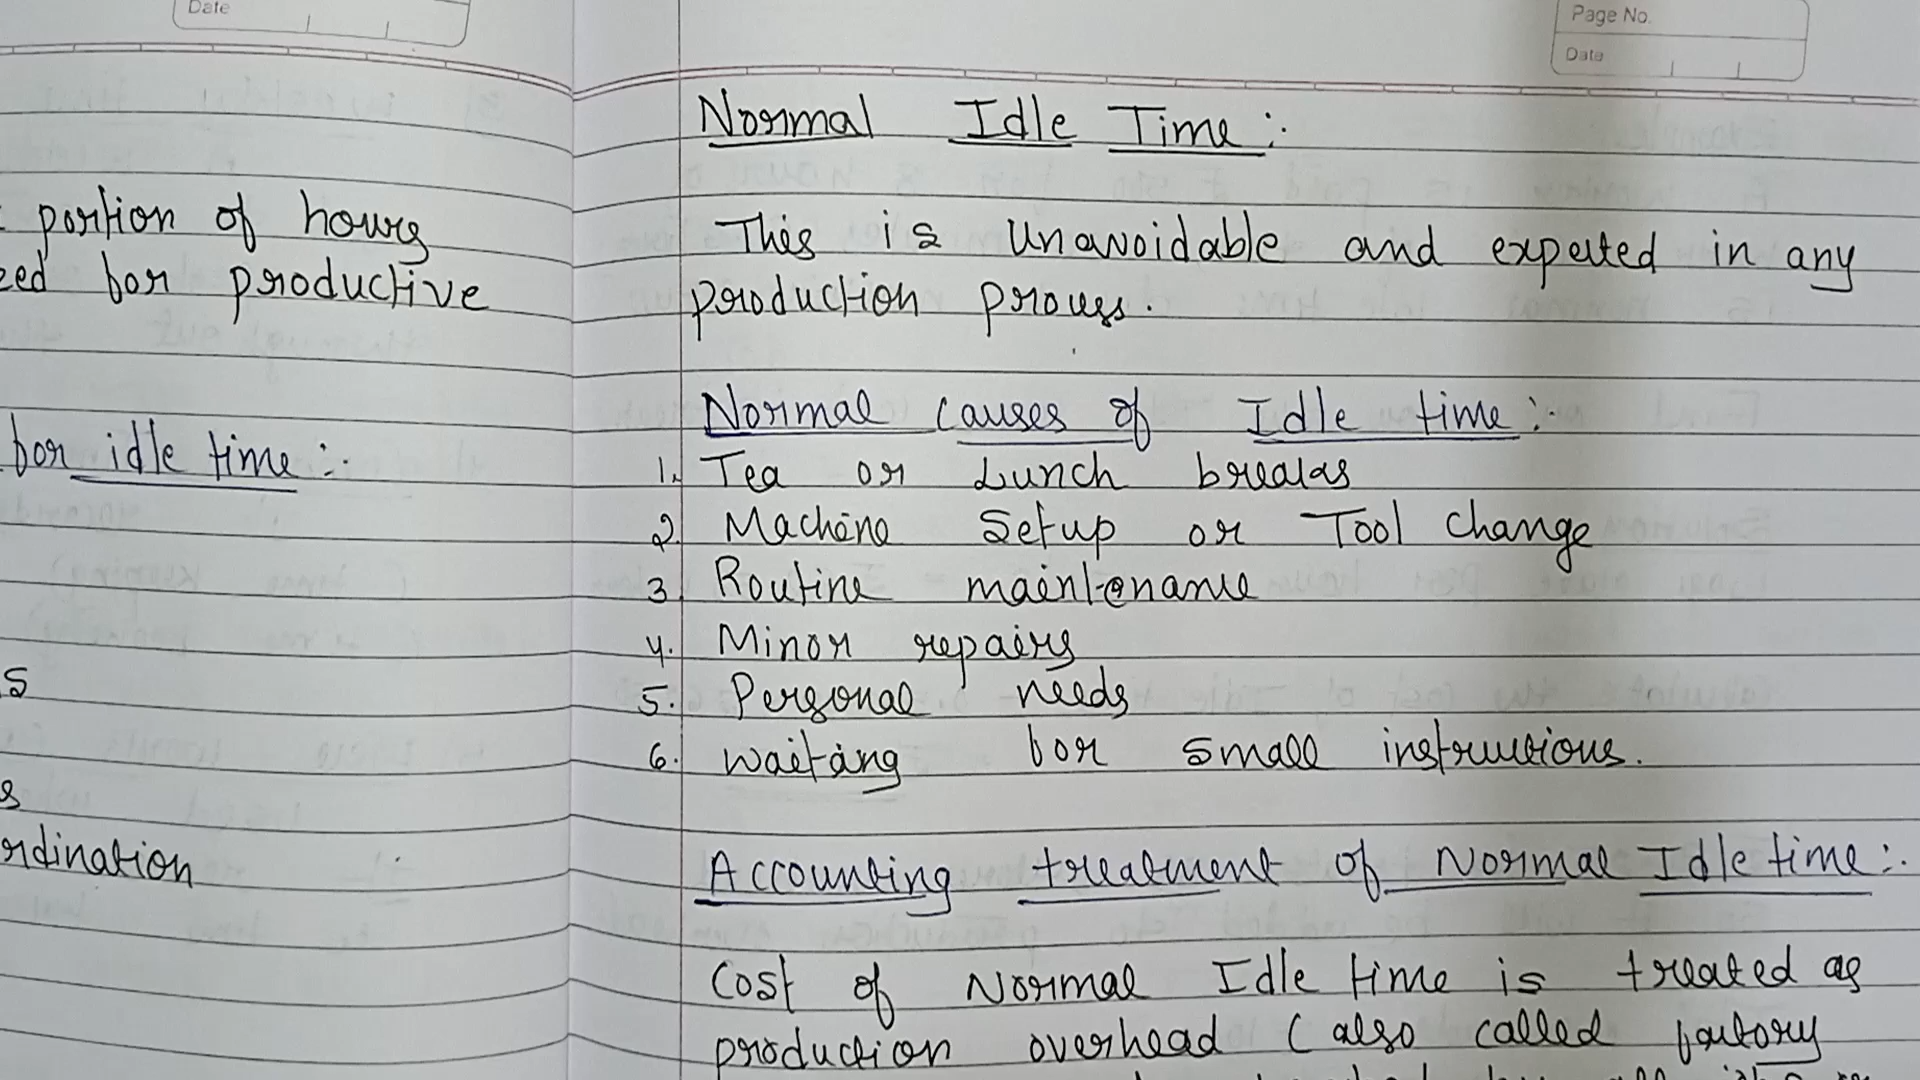 Date
portion of hours
for productive
for idle time :-
s
s
rdination
Page No.
Date
Normal Idle Time :-
This is Unavoidable and expected in any
production process.
Normal causes of Idle time :-
1. Tea or Lunch breaks
2. Machine Setup or Tool Change
3. Routine maintenance
4. Minor repairs
5. Personal needs
6. Waiting for small instructions.
Accounting treatment of Normal Idle time :-
Cost of Normal Idle time is treated as
production overhead ( also called factory